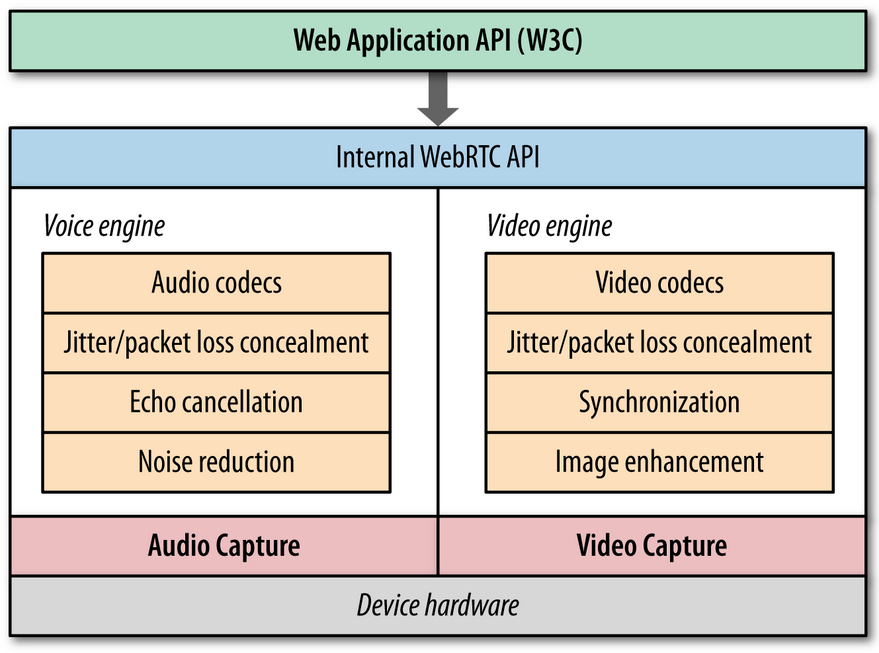 Web Application API (W3C)
Internal WebRTC API
Voice engine
Audio codecs
Jitter/packet loss concealment
Echo cancellation
Noise reduction
Video engine
Video codecs
Jitter/packet loss concealment
Synchronization
Image enhancement
Audio Capture
Video Capture
Device hardware